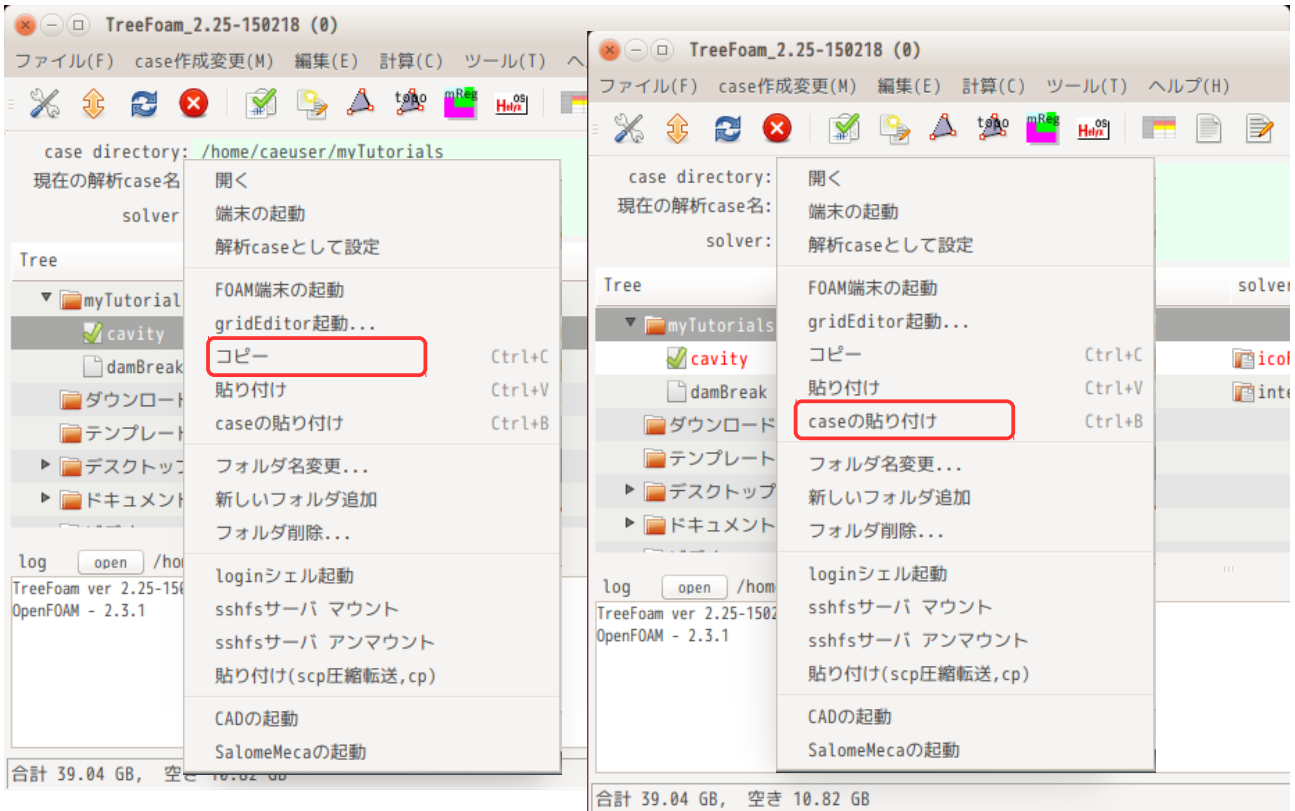 TreeFoam_2.25-150218 (0)
ファイル(F) case作成変更(M) 編集(E) 計算(C) ツール(T) ヘ
topo mReg Helyx OS
case directory: /home/caeuser/myTutorials
現在の解析case名
solver
Tree
myTutorial
cavity
damBreak
ダウンロード
テンプレート
デスクトップ
ドキュメント
log open /hom
TreeFoam ver 2.25-150
OpenFOAM - 2.3.1
合計 39.04 GB, 空き 10.82 GB
開く
端末の起動
解析caseとして設定
FOAM端末の起動
gridEditor起動...
コピー Ctrl+C
貼り付け Ctrl+V
caseの貼り付け Ctrl+B
フォルダ名変更...
新しいフォルダ追加
フォルダ削除...
loginシェル起動
sshfsサーバ マウント
sshfsサーバ アンマウント
貼り付け(scp圧縮転送,cp)
CADの起動
SalomeMecaの起動
TreeFoam_2.25-150218 (0)
ファイル(F) case作成変更(M) 編集(E) 計算(C) ツール(T) ヘルプ(H)
topo mReg Helyx OS
case directory:
現在の解析case名:
solver:
Tree solver
myTutorials
cavity icoF
damBreak inte
ダウンロード
テンプレート
デスクトップ
ドキュメント
log open /hom
TreeFoam ver 2.25-1502
OpenFOAM - 2.3.1
合計 39.04 GB, 空き 10.82 GB
開く
端末の起動
解析caseとして設定
FOAM端末の起動
gridEditor起動...
コピー Ctrl+C
貼り付け Ctrl+V
caseの貼り付け Ctrl+B
フォルダ名変更...
新しいフォルダ追加
フォルダ削除...
loginシェル起動
sshfsサーバ マウント
sshfsサーバ アンマウント
貼り付け(scp圧縮転送,cp)
CADの起動
SalomeMecaの起動